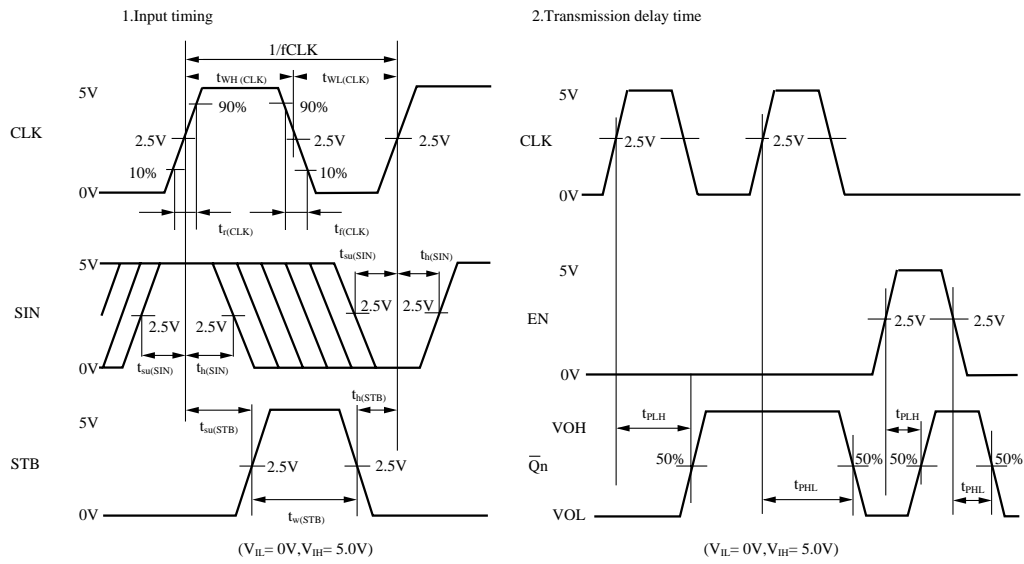 1.Input timing
1/fCLK
tWH (CLK) tWL(CLK)
5V
90% 90%
CLK
2.5V 2.5V 2.5V
10% 10%
0V
tr(CLK) tf(CLK)
tsu(SIN) th(SIN)
5V
2.5V 2.5V
SIN
2.5V 2.5V
tsu(SIN) th(SIN)
0V
th(STB)
5V
tsu(STB)
STB
2.5V 2.5V
0V
tw(STB)
(VIL= 0V,VIH= 5.0V)
2.Transmission delay time
5V
CLK
2.5V 2.5V
0V
5V
EN
2.5V 2.5V
0V
tPLH tPLH
VOH
Q̅n
50% 50% 50% 50%
tPHL tPHL
VOL
(VIL= 0V,VIH= 5.0V)